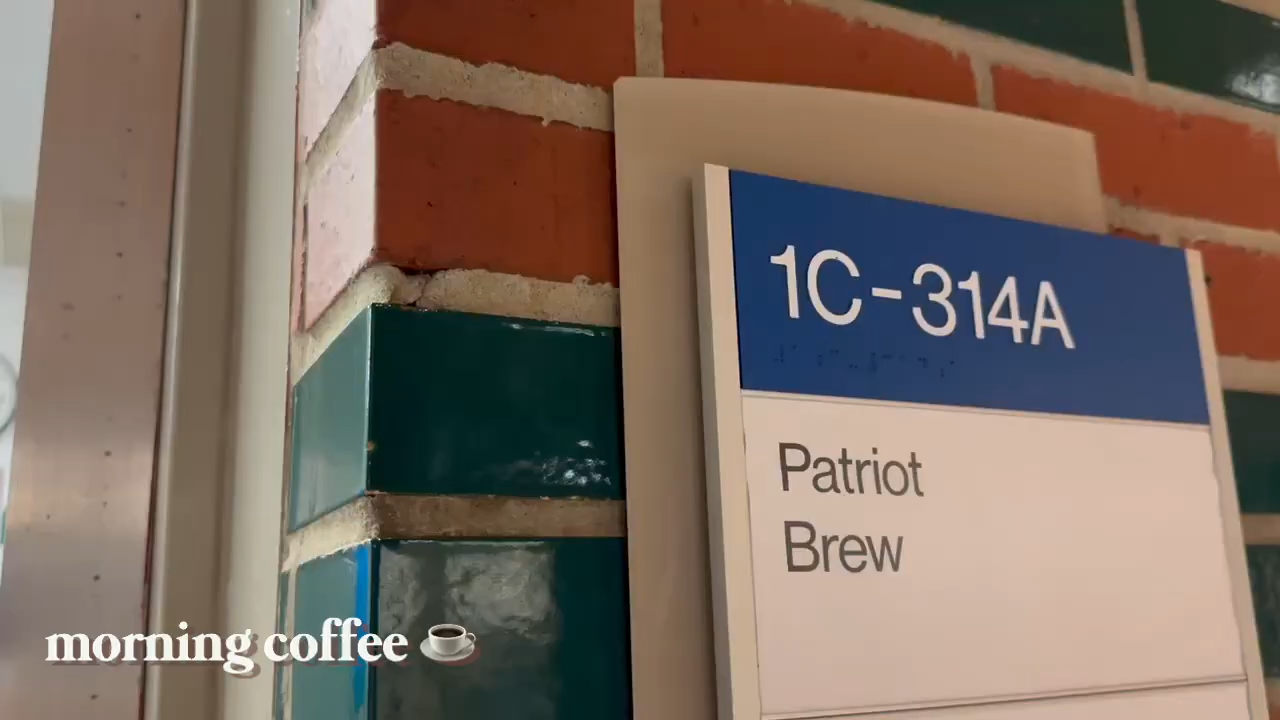 1C-314A
Patriot
Brew
morning coffee ☕